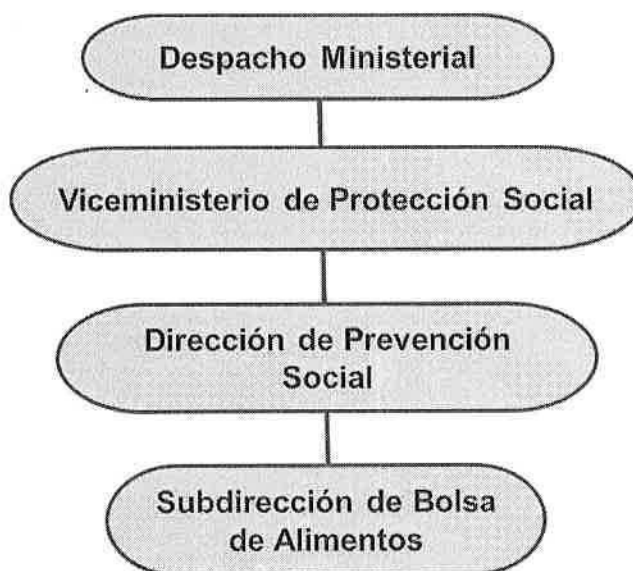 Despacho Ministerial
Viceministerio de Protección Social
Dirección de Prevención
Social
Subdirección de Bolsa
de Alimentos